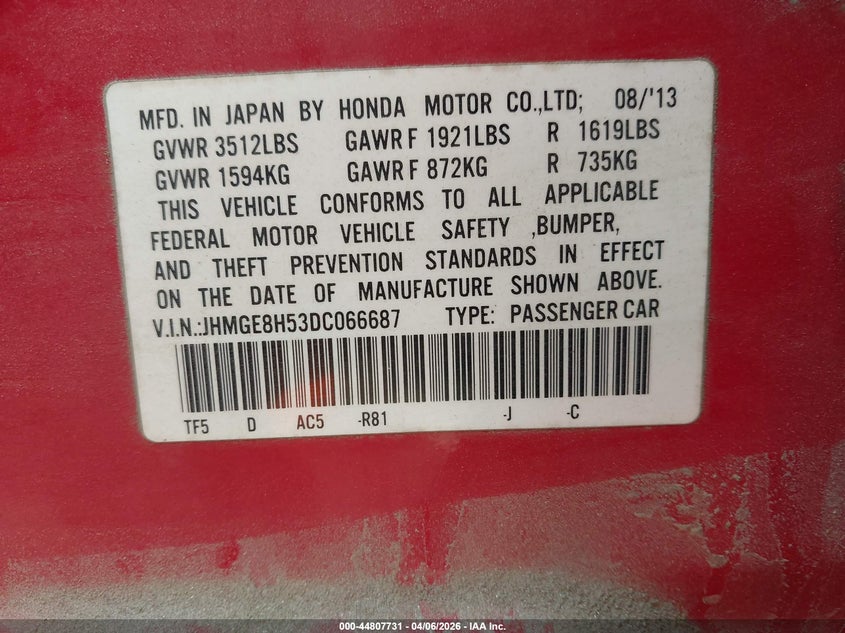 MFD. IN JAPAN BY HONDA MOTOR CO.,LTD; 08/'13
GVWR 3512LBS GAWR F 1921LBS R 1619LBS
GVWR 1594KG GAWR F 872KG R 735KG
THIS VEHICLE CONFORMS TO ALL APPLICABLE
FEDERAL MOTOR VEHICLE SAFETY ,BUMPER,
AND THEFT PREVENTION STANDARDS IN EFFECT
ON THE DATE OF MANUFACTURE SHOWN ABOVE.
V.I.N.:JHMGE8H53DC066687 TYPE: PASSENGER CAR
TF5 D AC5 -R81 -J -C
000-44807731 - 04/06/2026 - IAA Inc.